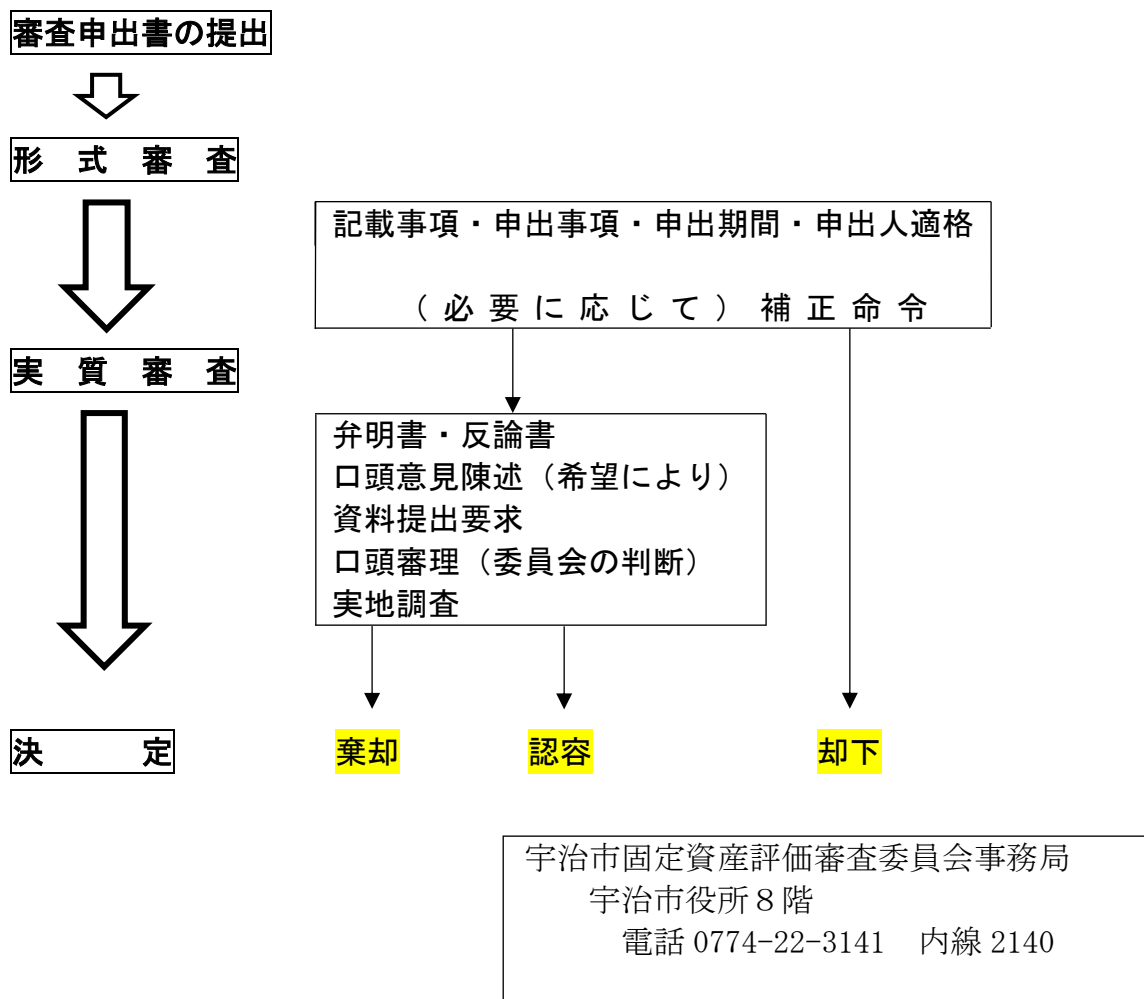 審査申出書の提出
形　式　審　査
記載事項・申出事項・申出期間・申出人適格
（必要に応じて）補正命令
実　質　審　査
弁明書・反論書
口頭意見陳述（希望により）
資料提出要求
口頭審理（委員会の判断）
実地調査
決　　　定
棄却
認容
却下
宇治市固定資産評価審査委員会事務局
宇治市役所８階
電話 0774-22-3141　内線 2140